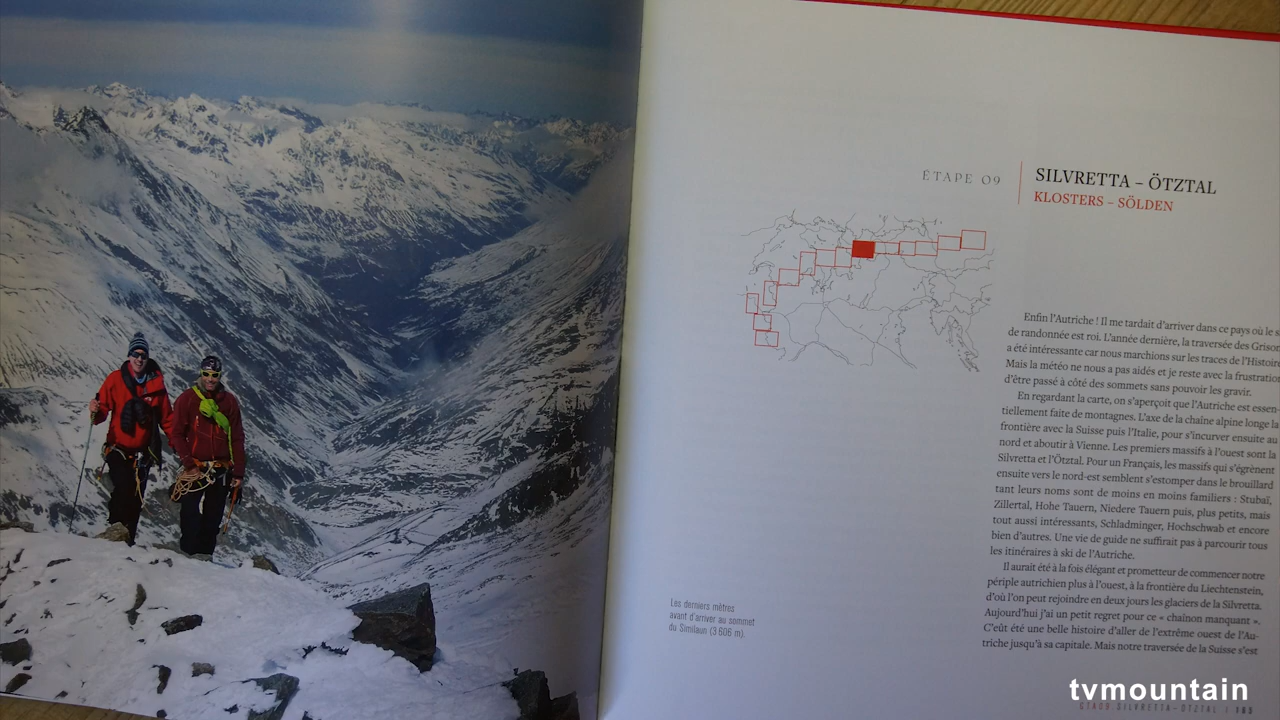 ÉTAPE 09
SILVRETTA – ÖTZTAL
KLOSTERS – SÖLDEN
Enfin l'Autriche ! Il me tardait d'arriver dans ce pays où le s
de randonnée est roi. L'année dernière, la traversée des Grison
a été intéressante car nous marchions sur les traces de l'Histoire
Mais la météo ne nous a pas aidés et je reste avec la frustration
d'être passé à côté des sommets sans pouvoir les gravir.
En regardant la carte, on s'aperçoit que l'Autriche est essen-
tiellement faite de montagnes. L'axe de la chaîne alpine longe la
frontière avec la Suisse puis l'Italie, pour s'incurver ensuite au
nord et aboutir à Vienne. Les premiers massifs à l'ouest sont la
Silvretta et l'Ötztal. Pour un Français, les massifs qui s'égrènent
ensuite vers le nord-est semblent s'estomper dans le brouillard
tant leurs noms sont de moins en moins familiers : Stubaï,
Zillertal, Hohe Tauern, Niedere Tauern puis, plus petits, mais
tout aussi intéressants, Schladminger, Hochschwab et encore
bien d'autres. Une vie de guide ne suffirait pas à parcourir tous
les itinéraires à ski de l'Autriche.
Il aurait été à la fois élégant et prometteur de commencer notre
périple autrichien plus à l'ouest, à la frontière du Liechtenstein,
d'où l'on peut rejoindre en deux jours les glaciers de la Silvretta.
Aujourd'hui j'ai un petit regret pour ce « chaînon manquant ».
C'eût été une belle histoire d'aller de l'extrême ouest de l'Au-
triche jusqu'à sa capitale. Mais notre traversée de la Suisse s'est
Les derniers mètres
avant d'arriver au sommet
du Similaun (3 606 m).
tvmountain
SILVRETTA – ÖTZTAL